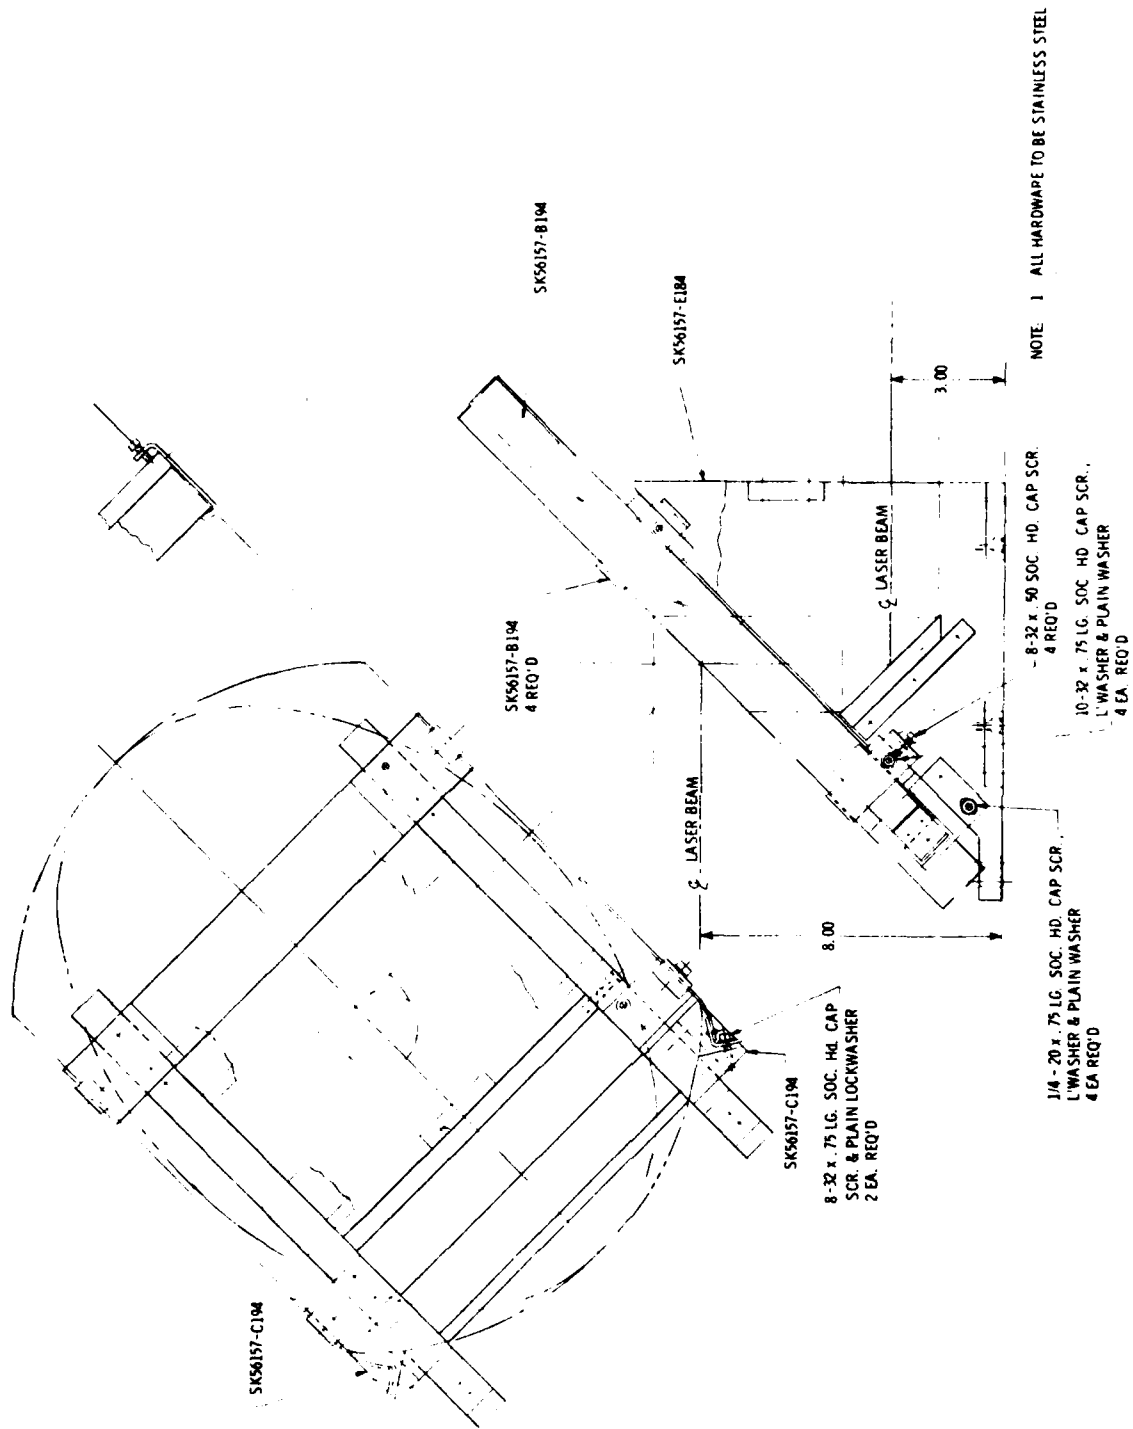 SK56157-B194
SK56157-E184
SK56157-B194
4 REQ'D
℄ LASER BEAM
3.00
NOTE: 1 ALL HARDWARE TO BE STAINLESS STEEL
8-32 x .50 SOC. HD. CAP SCR.
4 REQ'D
10-32 x .75 LG. SOC. HD. CAP SCR.,
L'WASHER & PLAIN WASHER
4 EA. REQ'D
℄ LASER BEAM
8.00
1/4 - 20 x .75 LG. SOC. HD. CAP SCR.,
L'WASHER & PLAIN WASHER
4 EA REQ'D
SK56157-C194
8-32 x .75 LG. SOC. Hd. CAP
SCR. & PLAIN LOCKWASHER
2 EA. REQ'D
SK56157-C194